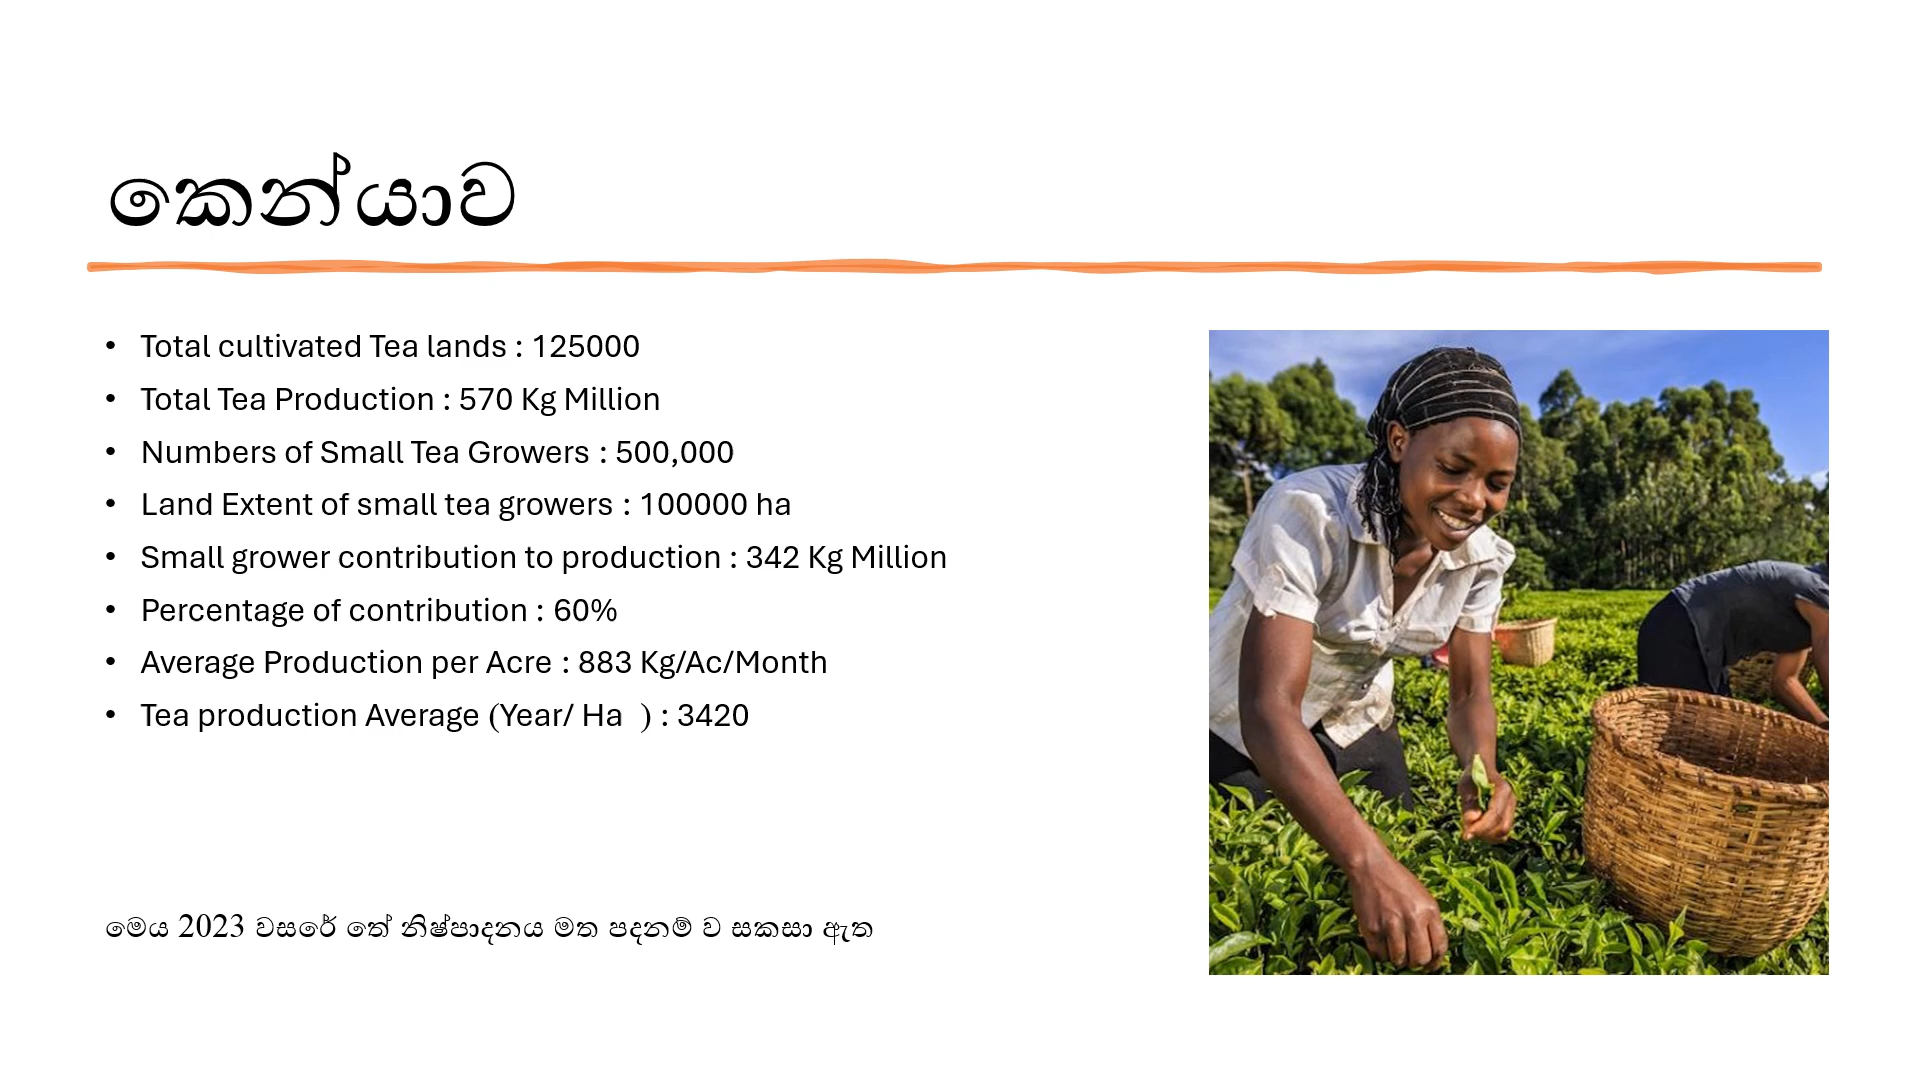 කෙන්යාව
• Total cultivated Tea lands : 125000
• Total Tea Production : 570 Kg Million
• Numbers of Small Tea Growers : 500,000
• Land Extent of small tea growers : 100000 ha
• Small grower contribution to production : 342 Kg Million
• Percentage of contribution : 60%
• Average Production per Acre : 883 Kg/Ac/Month
• Tea production Average (Year/ Ha  ) : 3420
මෙය 2023 වසරේ තේ නිෂ්පාදනය මත පදනම් ව සකසා ඇත